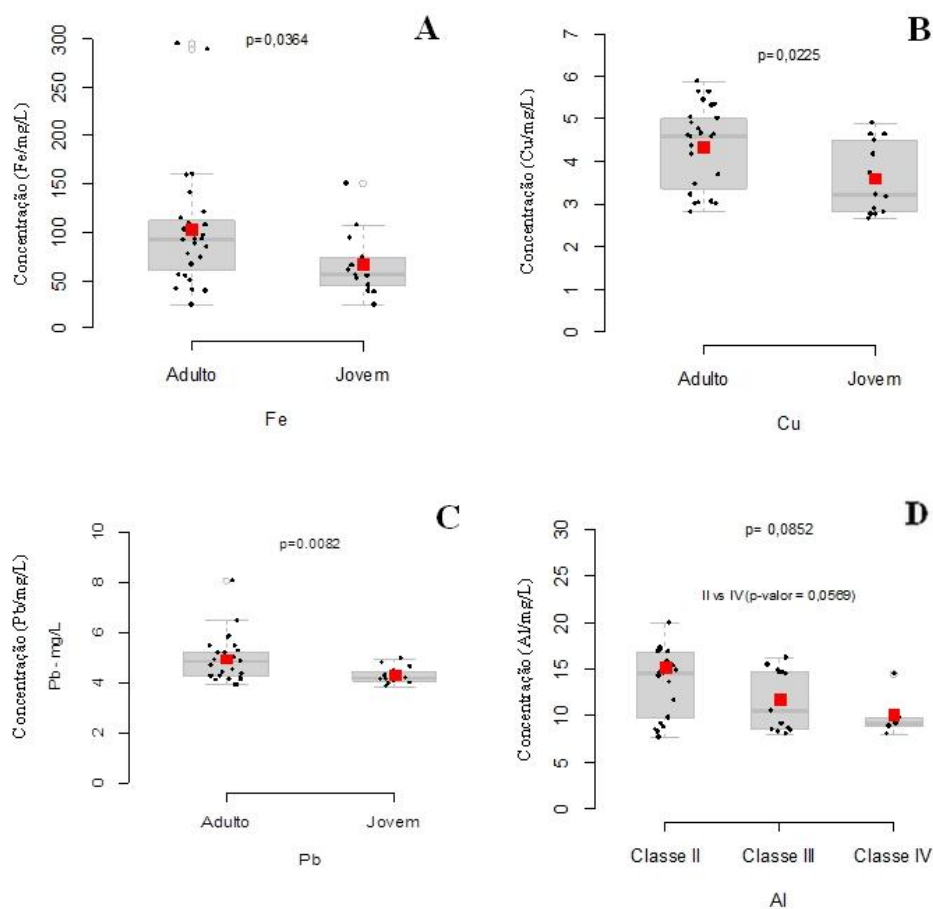 A
p=0,0364
Concentração (Fe/mg/L)
300
250
200
150
100
50
0
Adulto Jovem
Fe
B
p=0,0225
Concentração (Cu/mg/L)
7
6
5
4
3
2
1
0
Adulto Jovem
Cu
C
p=0.0082
Concentração (Pb/mg/L)
Pb - mg/L
10
8
6
4
2
0
Adulto Jovem
Pb
D
p= 0,0852
II vs IV(p-valor = 0,0569)
Concentração (Al/mg/L)
30
25
20
15
10
5
0
Classe II Classe III Classe IV
Al